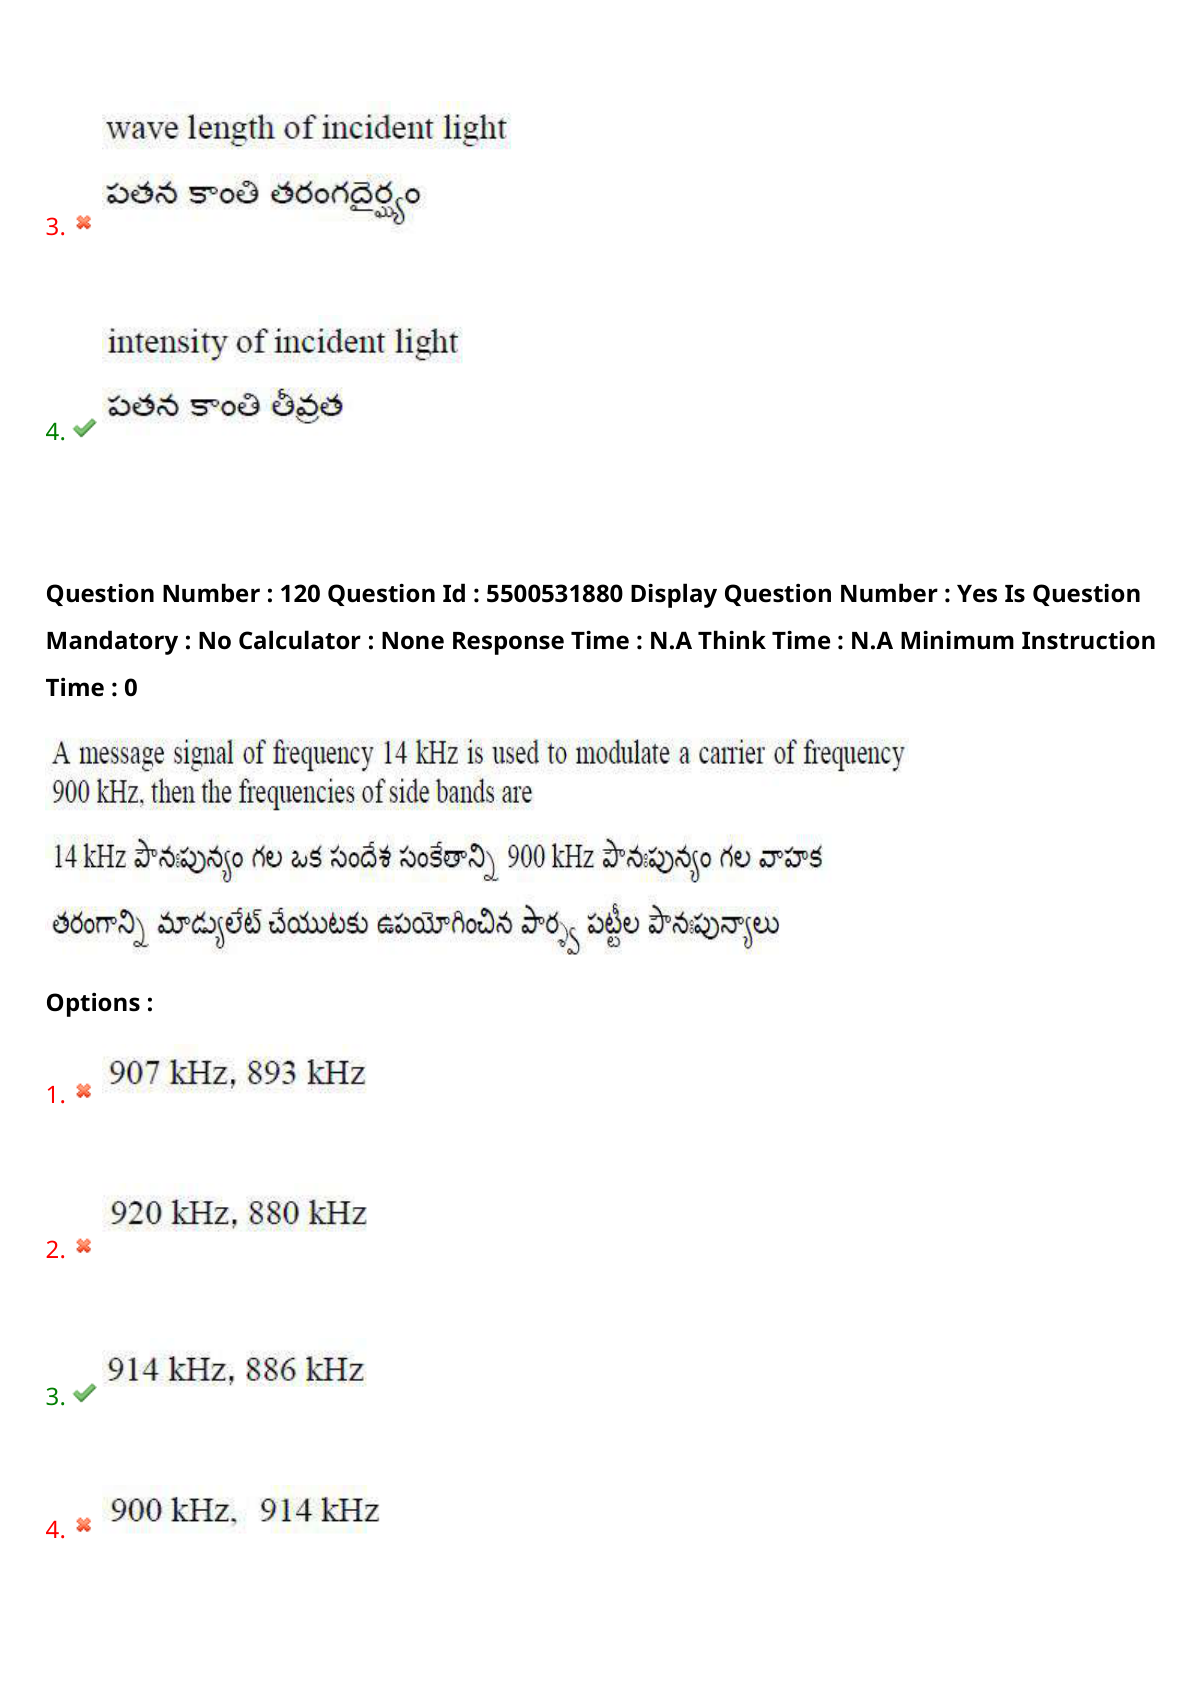 wave length of incident light
పతన కాంతి తరంగదైర్ఘ్యం
3.
intensity of incident light
పతన కాంతి తీవ్రత
4.
Question Number : 120 Question Id : 5500531880 Display Question Number : Yes Is Question
Mandatory : No Calculator : None Response Time : N.A Think Time : N.A Minimum Instruction
Time : 0
A message signal of frequency 14 kHz is used to modulate a carrier of frequency
900 kHz, then the frequencies of side bands are
14 kHz పౌనఃపున్యం గల ఒక సందేశ సంకేతాన్ని 900 kHz పౌనఃపున్యం గల వాహక
తరంగాన్ని మాడ్యులేట్ చేయుటకు ఉపయోగించిన పార్శ్వ పట్టీల పౌనఃపున్యాలు
Options :
907 kHz, 893 kHz
1.
920 kHz, 880 kHz
2.
914 kHz, 886 kHz
3.
900 kHz, 914 kHz
4.